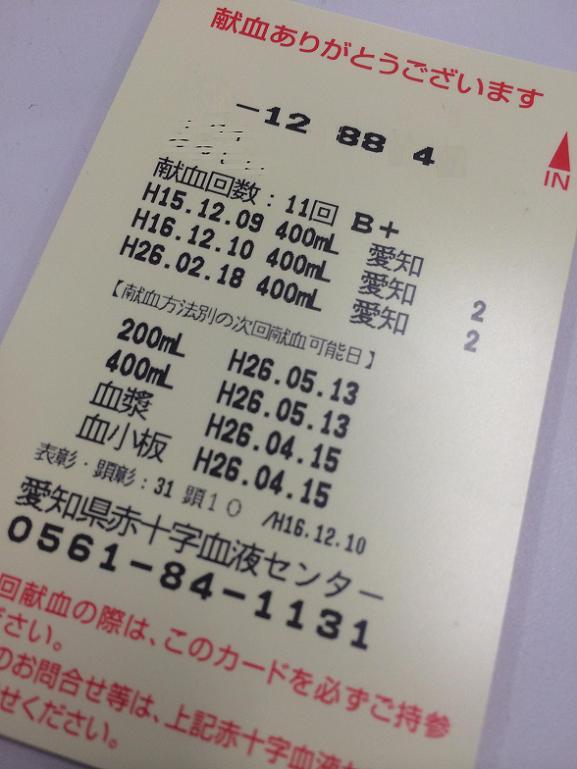 献血ありがとうございます
IN
-12 88 4
献血回数：11回 B+
H15.12.09 400mL 愛知
H16.12.10 400mL 愛知 2
H26.02.18 400mL 愛知 2
【献血方法別の次回献血可能日】
200mL H26.05.13
400mL H26.05.13
血漿 H26.04.15
血小板 H26.04.15
表彰・顕彰：31 顕10 /H16.12.10
愛知県赤十字血液センター
0561-84-1131
回献血の際は、このカードを必ずご持参
ださい。
のお問合せ等は、上記赤十字血液セ
せください。